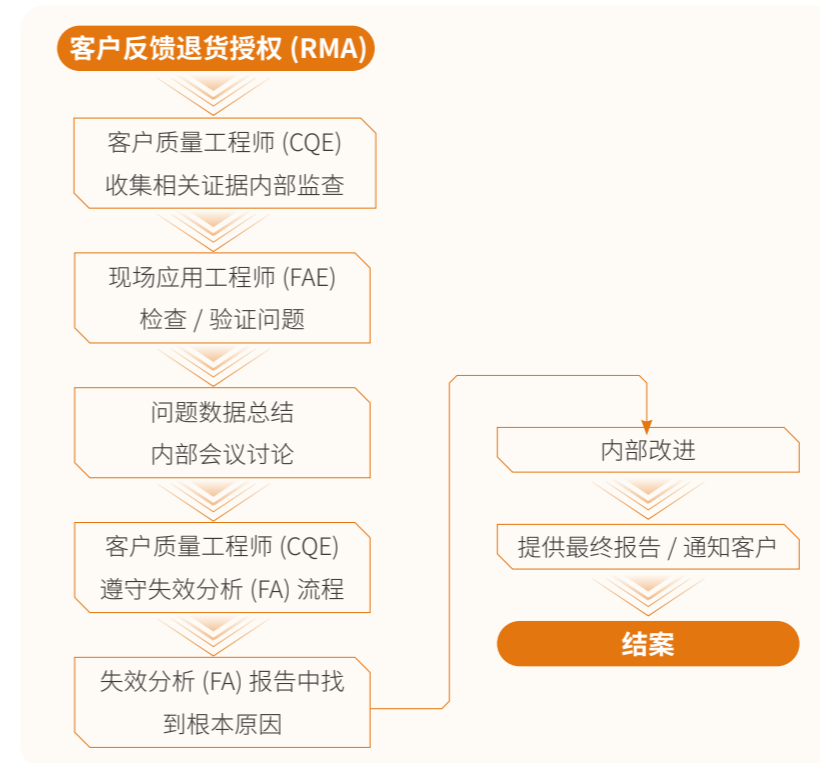 客户反馈退货授权 (RMA)
客户质量工程师 (CQE)
收集相关证据内部监查
现场应用工程师 (FAE)
检查 / 验证问题
问题数据总结
内部会议讨论
客户质量工程师 (CQE)
遵守失效分析 (FA) 流程
失效分析 (FA) 报告中找
到根本原因
内部改进
提供最终报告 / 通知客户
结案